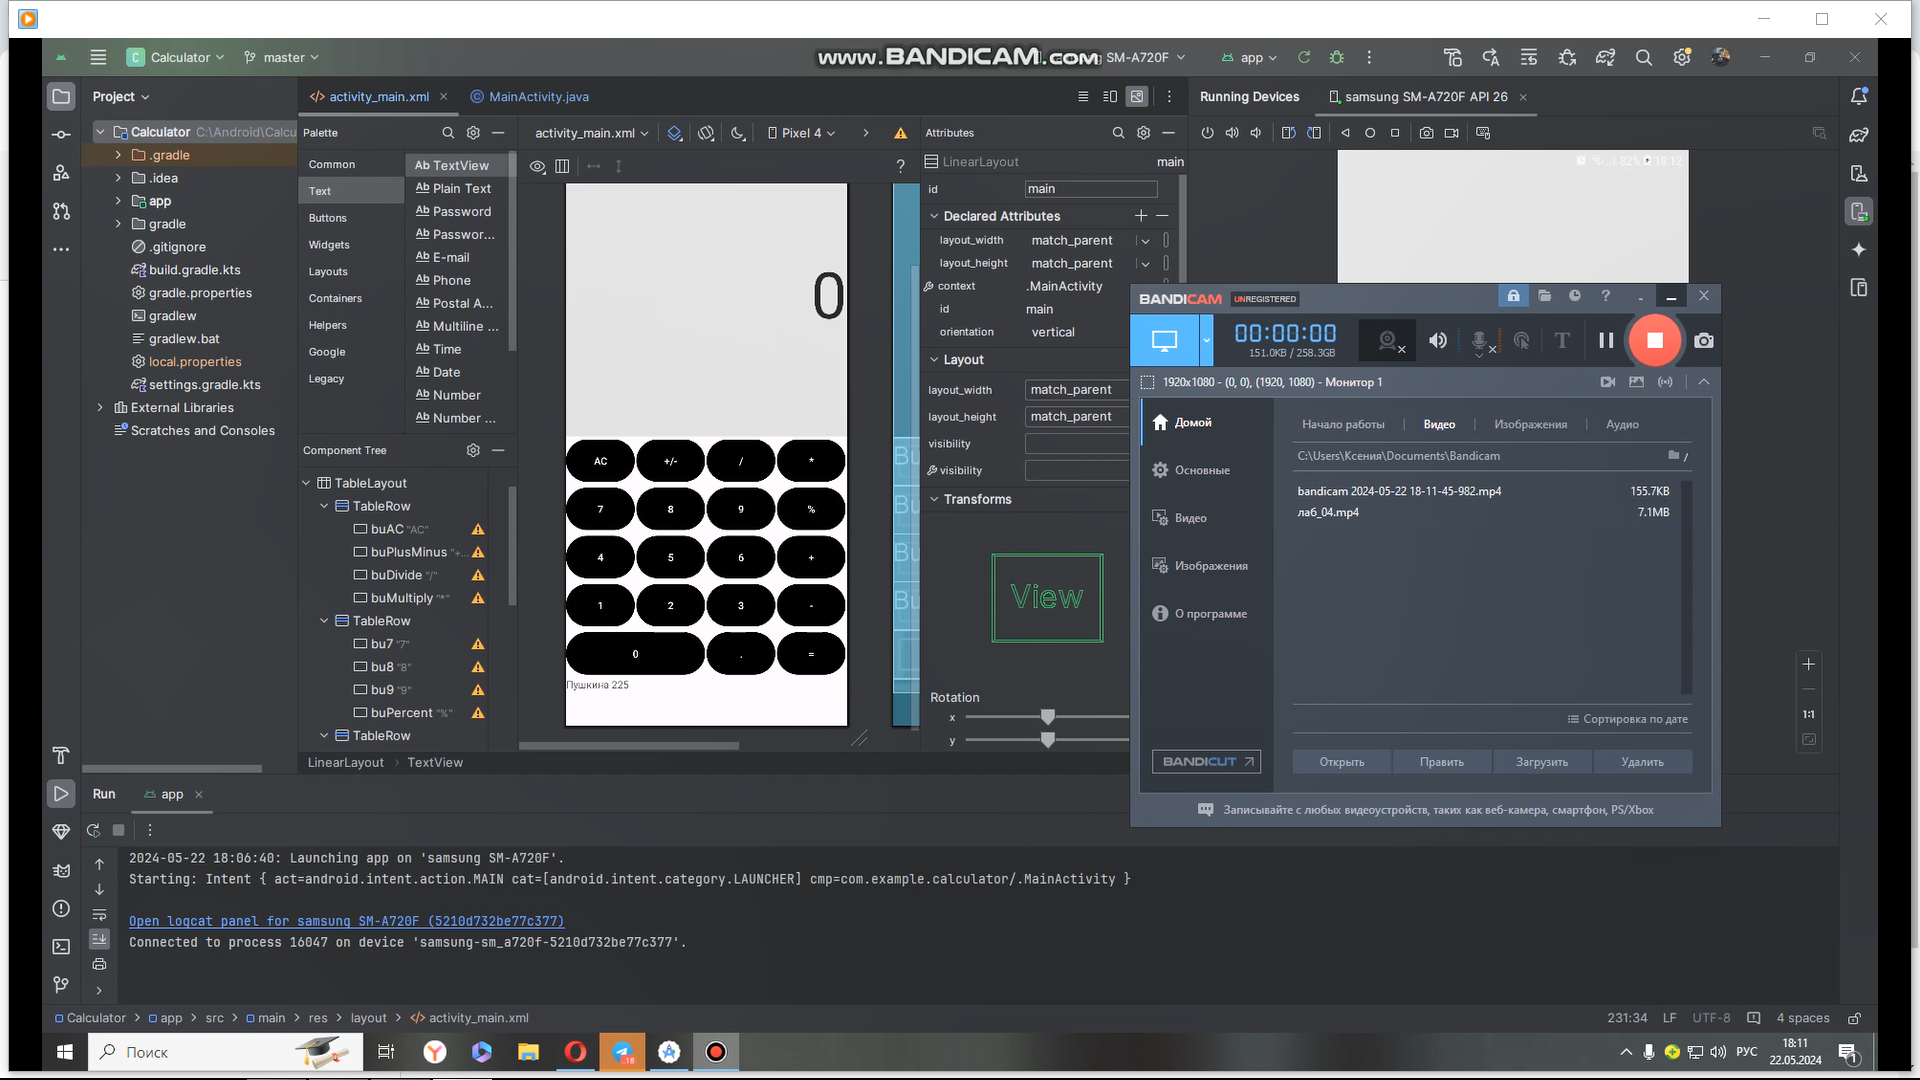 Calculator
master
www.BANDICAM.com
SM-A720F
app
Project
activity_main.xml
MainActivity.java
Running Devices
samsung SM-A720F API 26
Calculator C:\Android\Calcu
.gradle
.idea
app
gradle
.gitignore
build.gradle.kts
gradle.properties
gradlew
gradlew.bat
local.properties
settings.gradle.kts
External Libraries
Scratches and Consoles
Palette
Common
Text
Buttons
Widgets
Layouts
Containers
Helpers
Google
Legacy
Ab TextView
Ab Plain Text
Ab Password
Ab Passwor...
Ab E-mail
Ab Phone
Ab Postal A...
Ab Multiline ...
Ab Time
Ab Date
Ab Number
Ab Number ...
Component Tree
TableLayout
TableRow
buAC "AC"
buPlusMinus "+...
buDivide "/"
buMultiply "*"
TableRow
bu7 "7"
bu8 "8"
bu9 "9"
buPercent "%"
TableRow
LinearLayout
TextView
activity_main.xml
Pixel 4
?
0
AC
+/-
/
*
7
8
9
%
4
5
6
+
1
2
3
-
0
.
=
Пушкина 225
Bu
Bu
Bu
Bu
Attributes
LinearLayout
main
id
main
Declared Attributes
layout_width
match_parent
layout_height
match_parent
context
.MainActivity
id
main
orientation
vertical
Layout
layout_width
match_parent
layout_height
match_parent
visibility
visibility
Transforms
View
Rotation
x
y
82%
18:12
BANDICAM
UNREGISTERED
?
00:00:00
151.0KB / 258.3GB
T
1920x1080 - (0, 0), (1920, 1080) - Монитор 1
Домой
Основные
Видео
Изображения
О программе
BANDICUT
Начало работы
Видео
Изображения
Аудио
C:\Users\Ксения\Documents\Bandicam
/
bandicam 2024-05-22 18-11-45-982.mp4
155.7KB
лаб_04.mp4
7.1MB
Сортировка по дате
Открыть
Править
Загрузить
Удалить
Записывайте с любых видеоустройств, таких как веб-камера, смартфон, PS/Xbox
1:1
Run
app
2024-05-22 18:06:40: Launching app on 'samsung SM-A720F'.
Starting: Intent { act=android.intent.action.MAIN cat=[android.intent.category.LAUNCHER] cmp=com.example.calculator/.MainActivity }
Open logcat panel for samsung SM-A720F (5210d732be77c377)
Connected to process 16047 on device 'samsung-sm_a720f-5210d732be77c377'.
Calculator
app
src
main
res
layout
activity_main.xml
231:34
LF
UTF-8
4 spaces
Поиск
18
РУС
18:11
22.05.2024
1